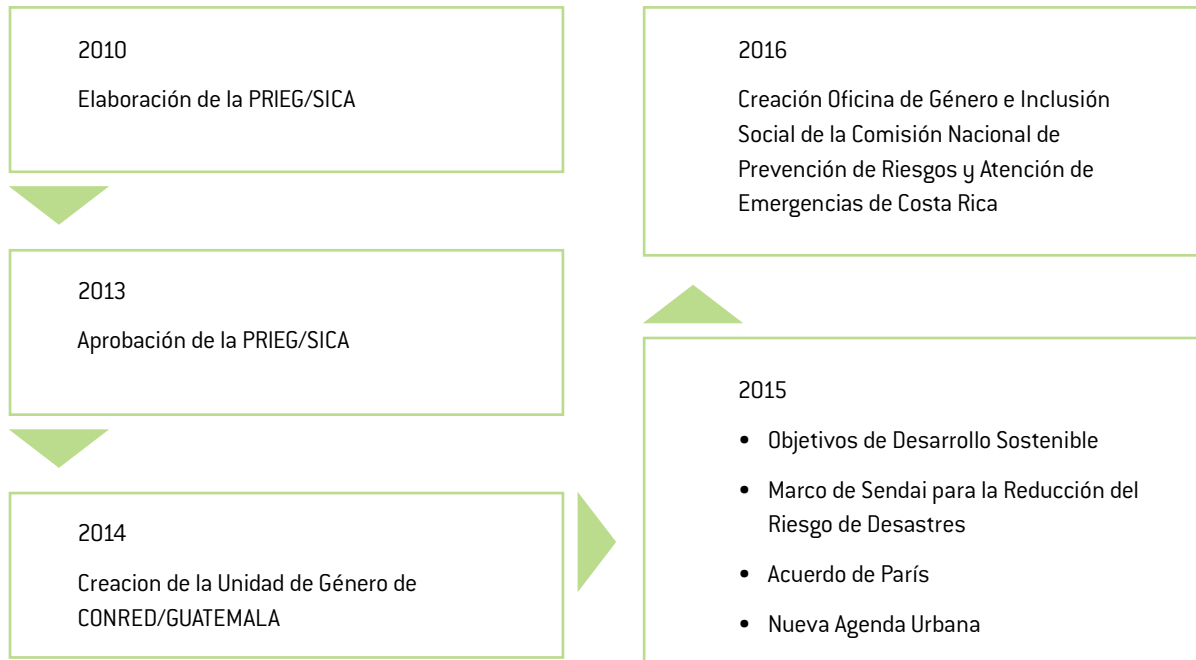 2010
Elaboración de la PRIEG/SICA
2013
Aprobación de la PRIEG/SICA
2014
Creacion de la Unidad de Género de
CONRED/GUATEMALA
2015
• Objetivos de Desarrollo Sostenible
• Marco de Sendai para la Reducción del
Riesgo de Desastres
• Acuerdo de París
• Nueva Agenda Urbana
2016
Creación Oficina de Género e Inclusión
Social de la Comisión Nacional de
Prevención de Riesgos y Atención de
Emergencias de Costa Rica